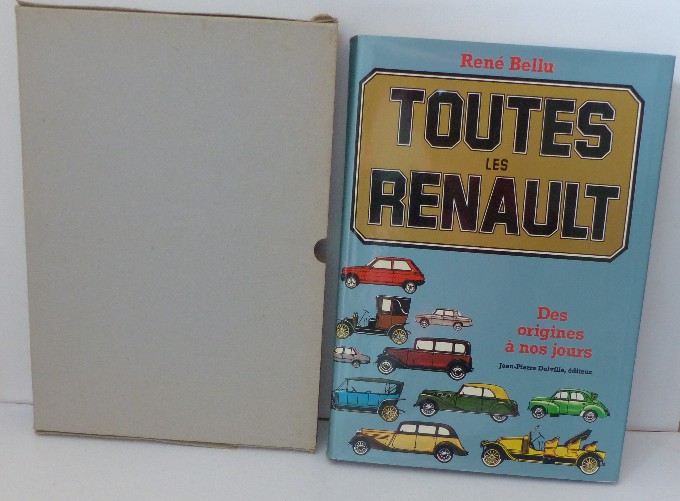 René Bellu
TOUTES
LES
RENAULT
Des
origines
à nos jours
Jean-Pierre Delville, éditeur